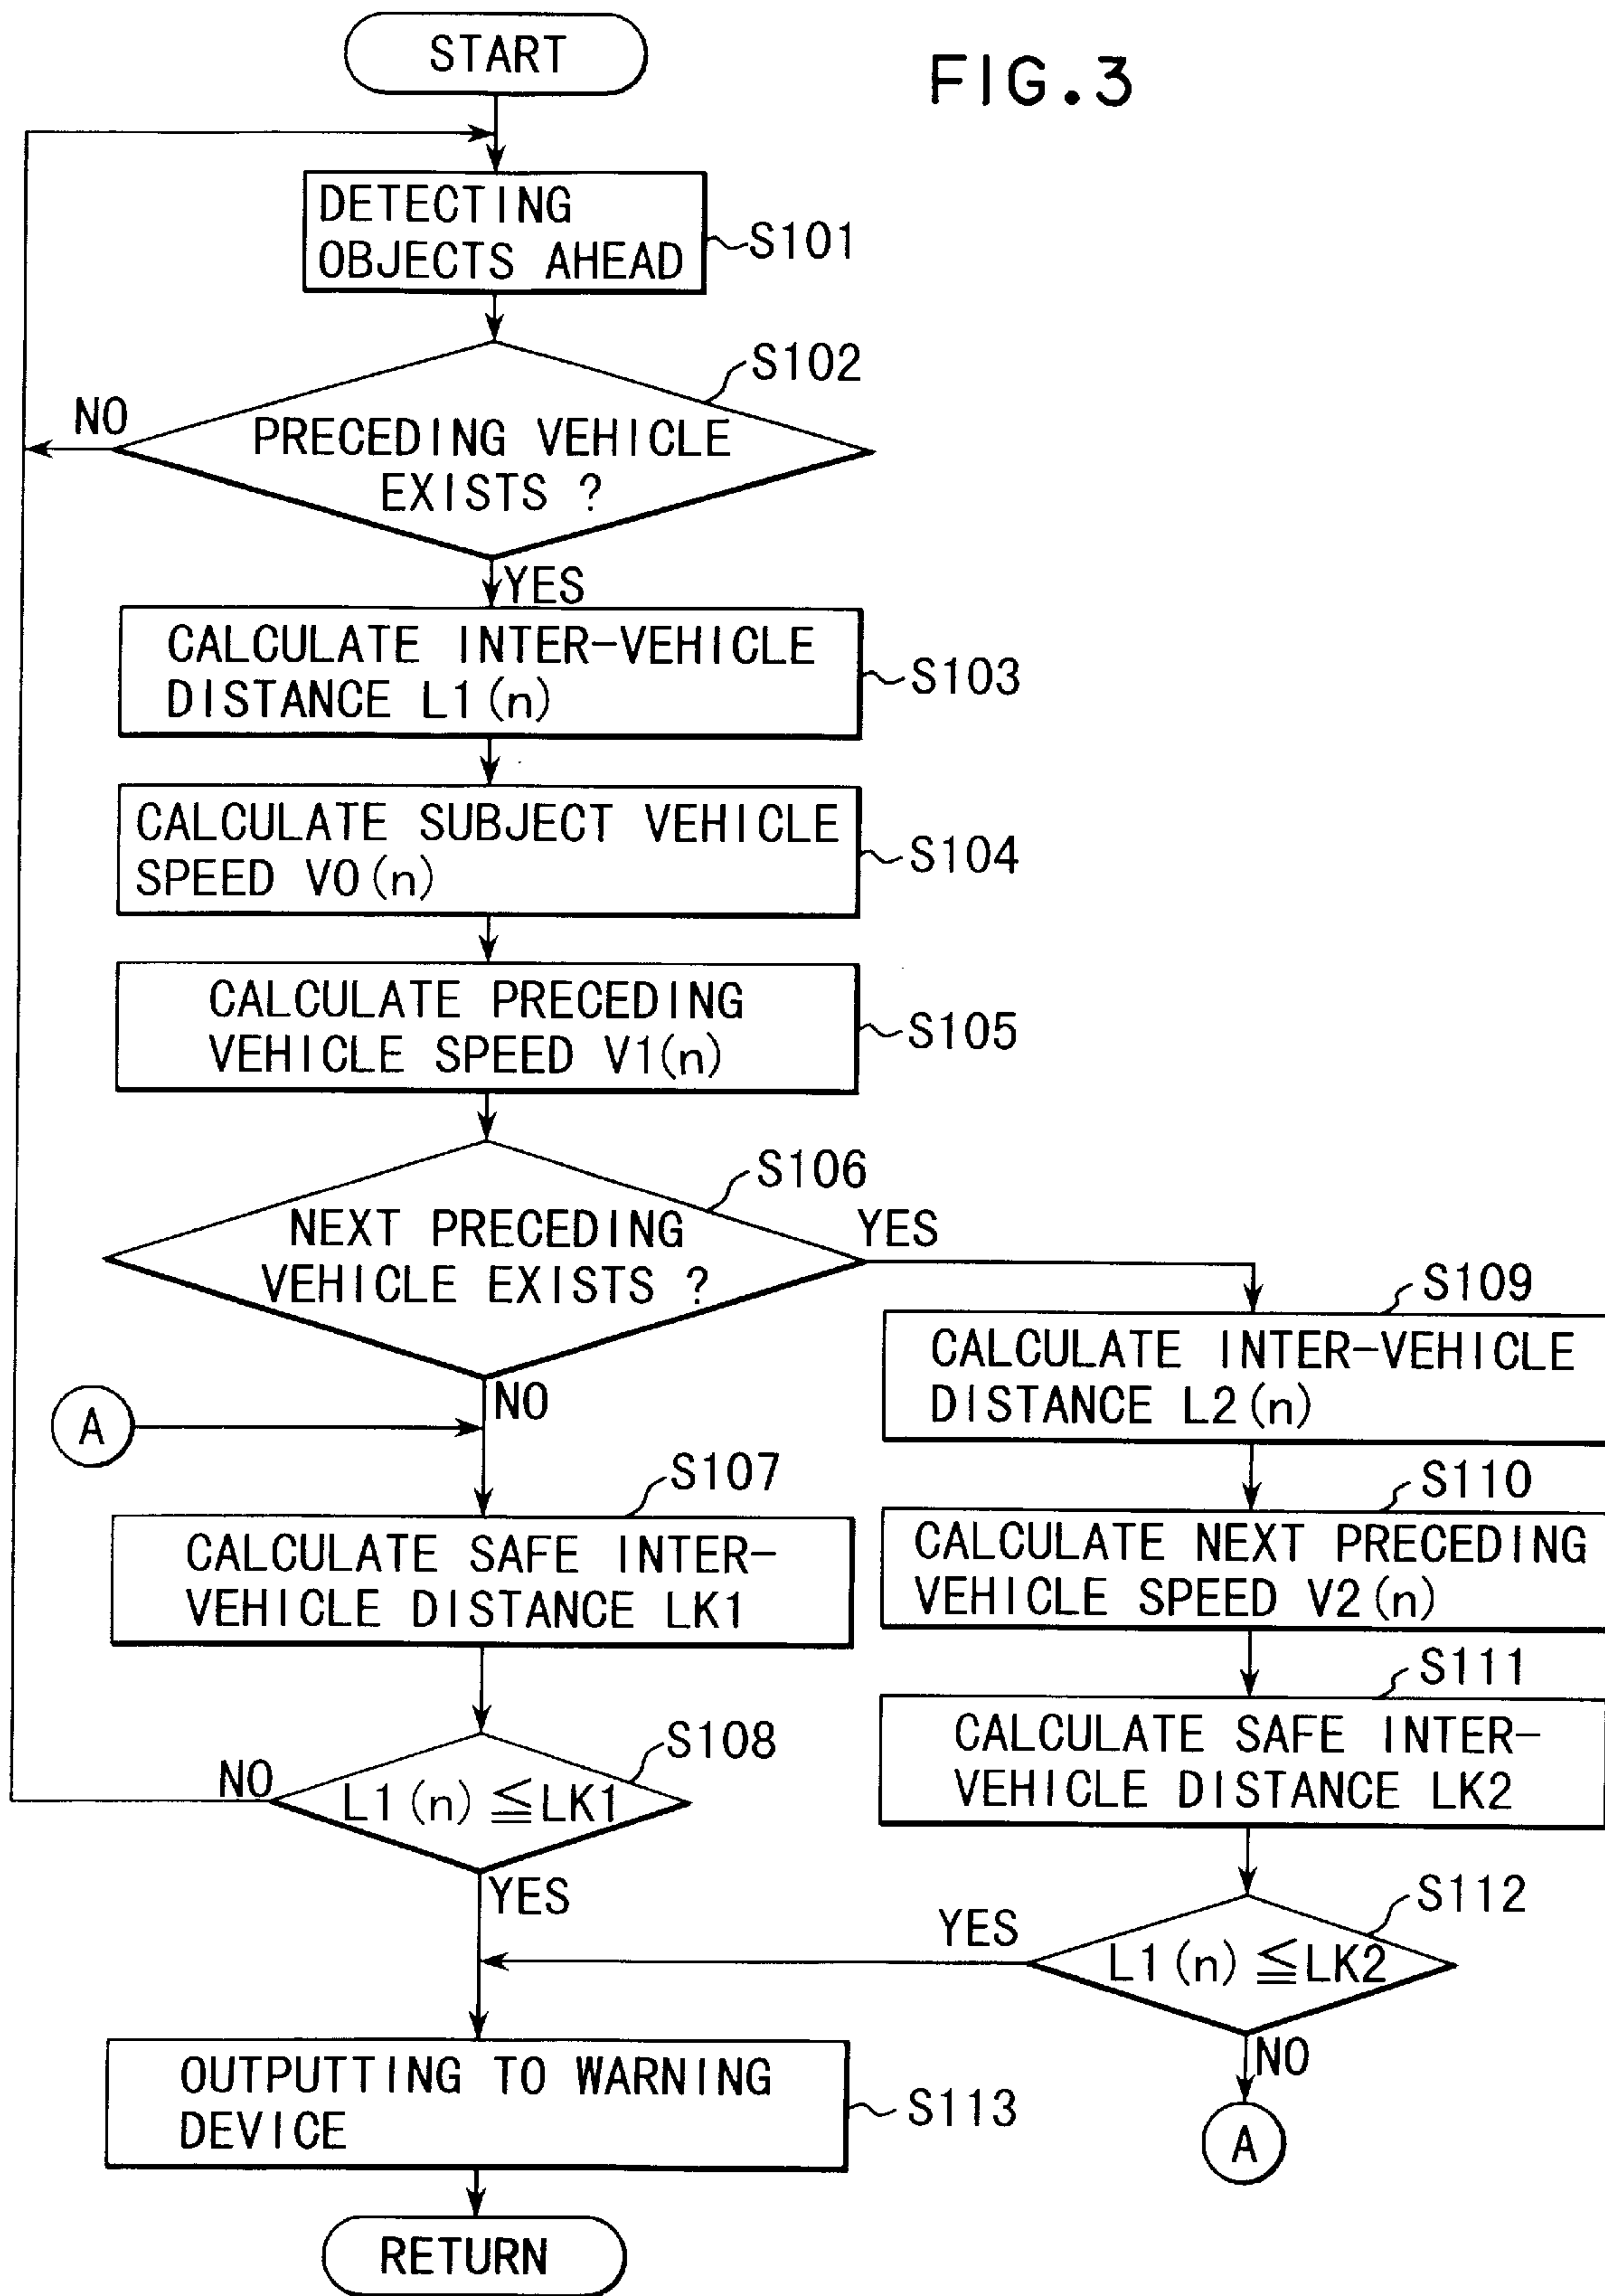 START
FIG.3
DETECTING
OBJECTS AHEAD
S101
S102
NO
PRECEDING VEHICLE
EXISTS ?
YES
CALCULATE INTER-VEHICLE
DISTANCE L1(n)
S103
CALCULATE SUBJECT VEHICLE
SPEED V0(n)
S104
CALCULATE PRECEDING
VEHICLE SPEED V1(n)
S105
S106
NEXT PRECEDING
VEHICLE EXISTS ?
YES
NO
A
S107
CALCULATE SAFE INTER-
VEHICLE DISTANCE LK1
S108
NO
L1(n)≦LK1
YES
S109
CALCULATE INTER-VEHICLE
DISTANCE L2(n)
S110
CALCULATE NEXT PRECEDING
VEHICLE SPEED V2(n)
S111
CALCULATE SAFE INTER-
VEHICLE DISTANCE LK2
S112
YES
L1(n)≦LK2
NO
A
OUTPUTTING TO WARNING
DEVICE
S113
RETURN